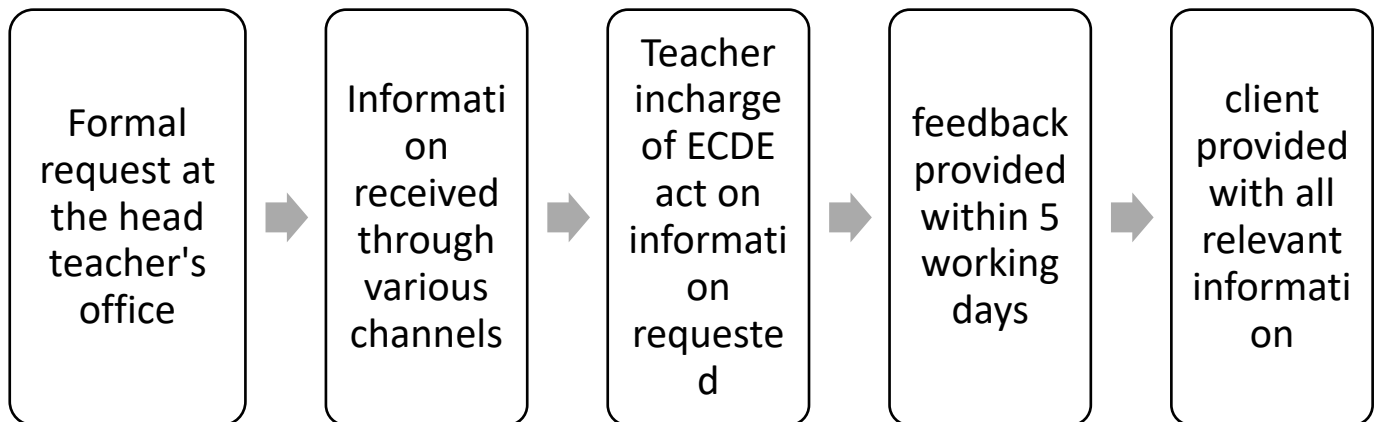 Formal
request at
the head
teacher's
office
Informati
on
received
through
various
channels
Teacher
incharge
of ECDE
act on
informati
on
requeste
d
feedback
provided
within 5
working
days
client
provided
with all
relevant
informati
on